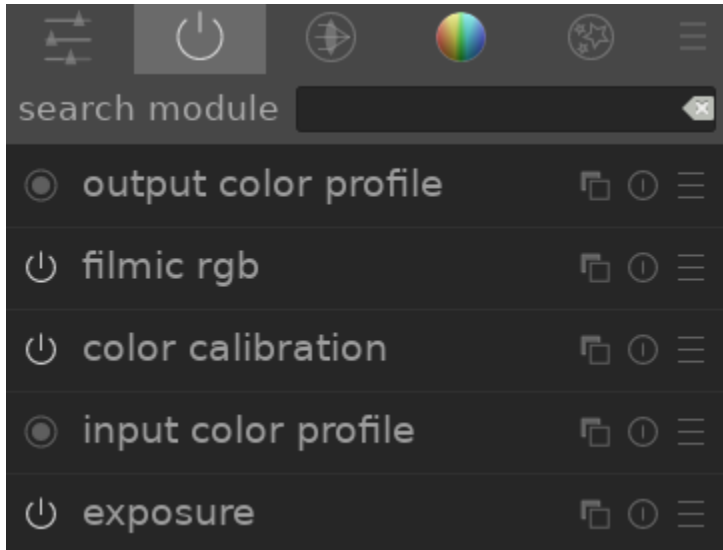 search module
output color profile
filmic rgb
color calibration
input color profile
exposure